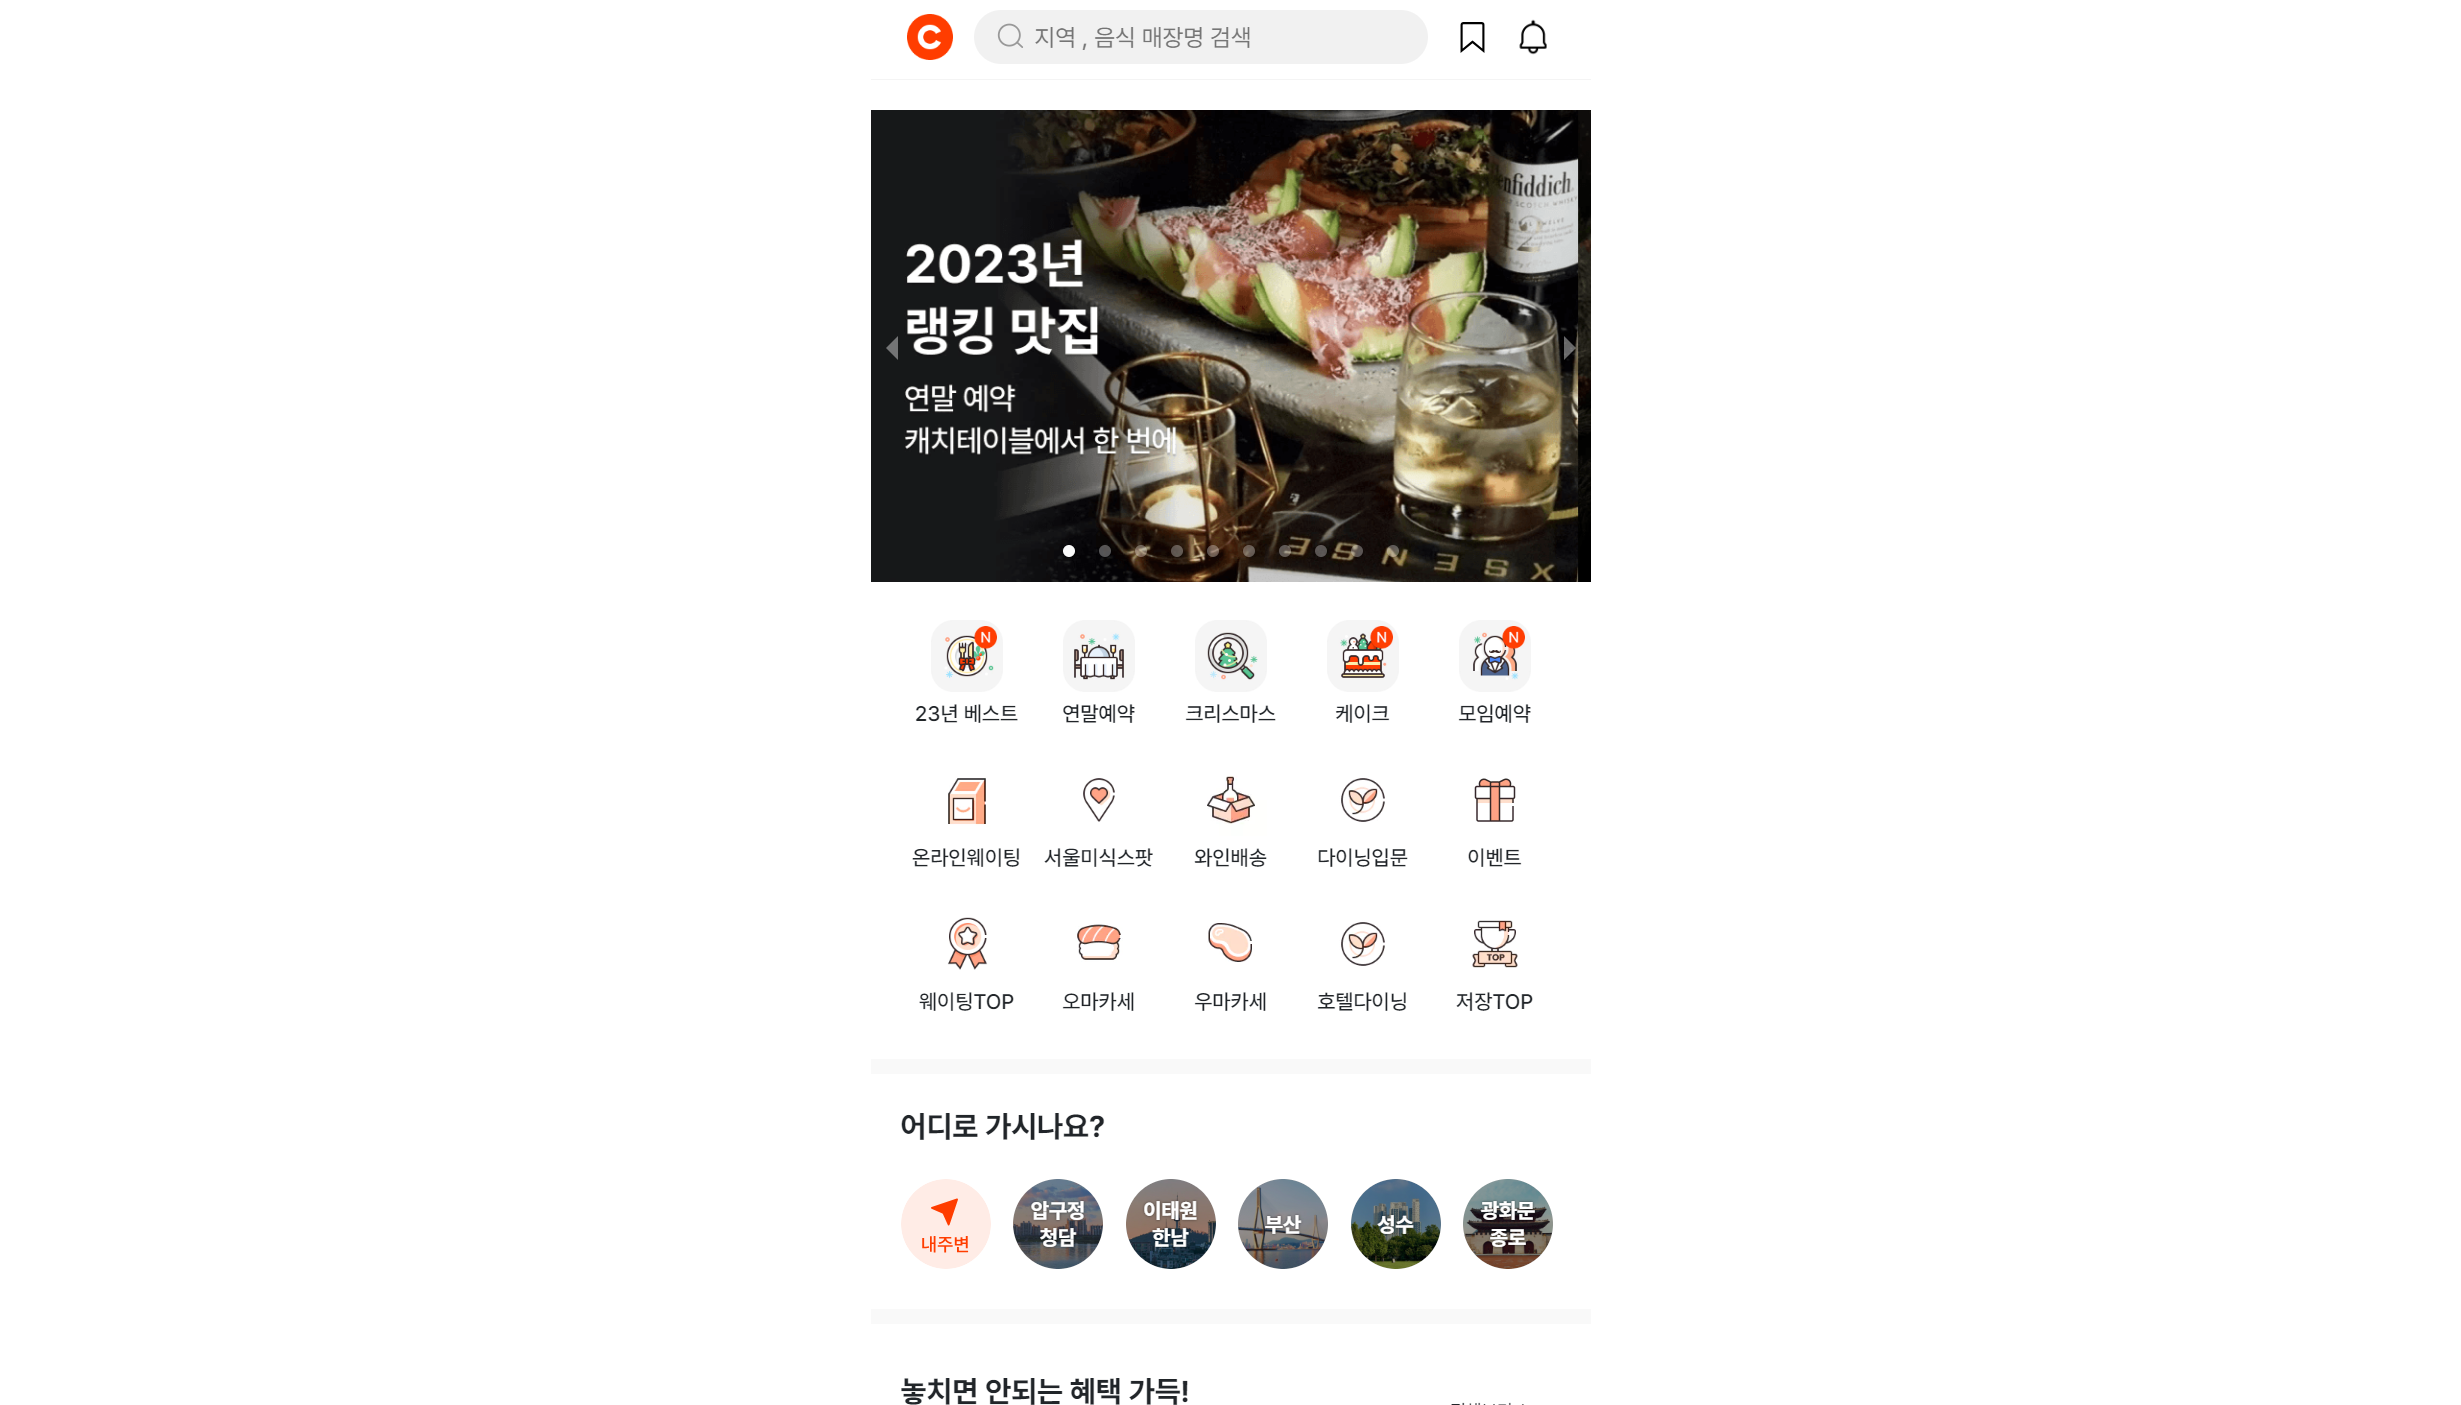 지역 , 음식 매장명 검색
enfiddich
SCOTCH WHISKY
12
2023년
랭킹 맛집
연말 예약
캐치테이블에서 한 번에
SENSE
XSENSE
N
N
N
23년 베스트
연말예약
크리스마스
케이크
모임예약
온라인웨이팅
서울미식스팟
와인배송
다이닝입문
이벤트
TOP
웨이팅TOP
오마카세
우마카세
호텔다이닝
저장TOP
어디로 가시나요?
내주변
압구정
청담
이태원
한남
부산
성수
광화문
종로
놓치면 안되는 혜택 가득!